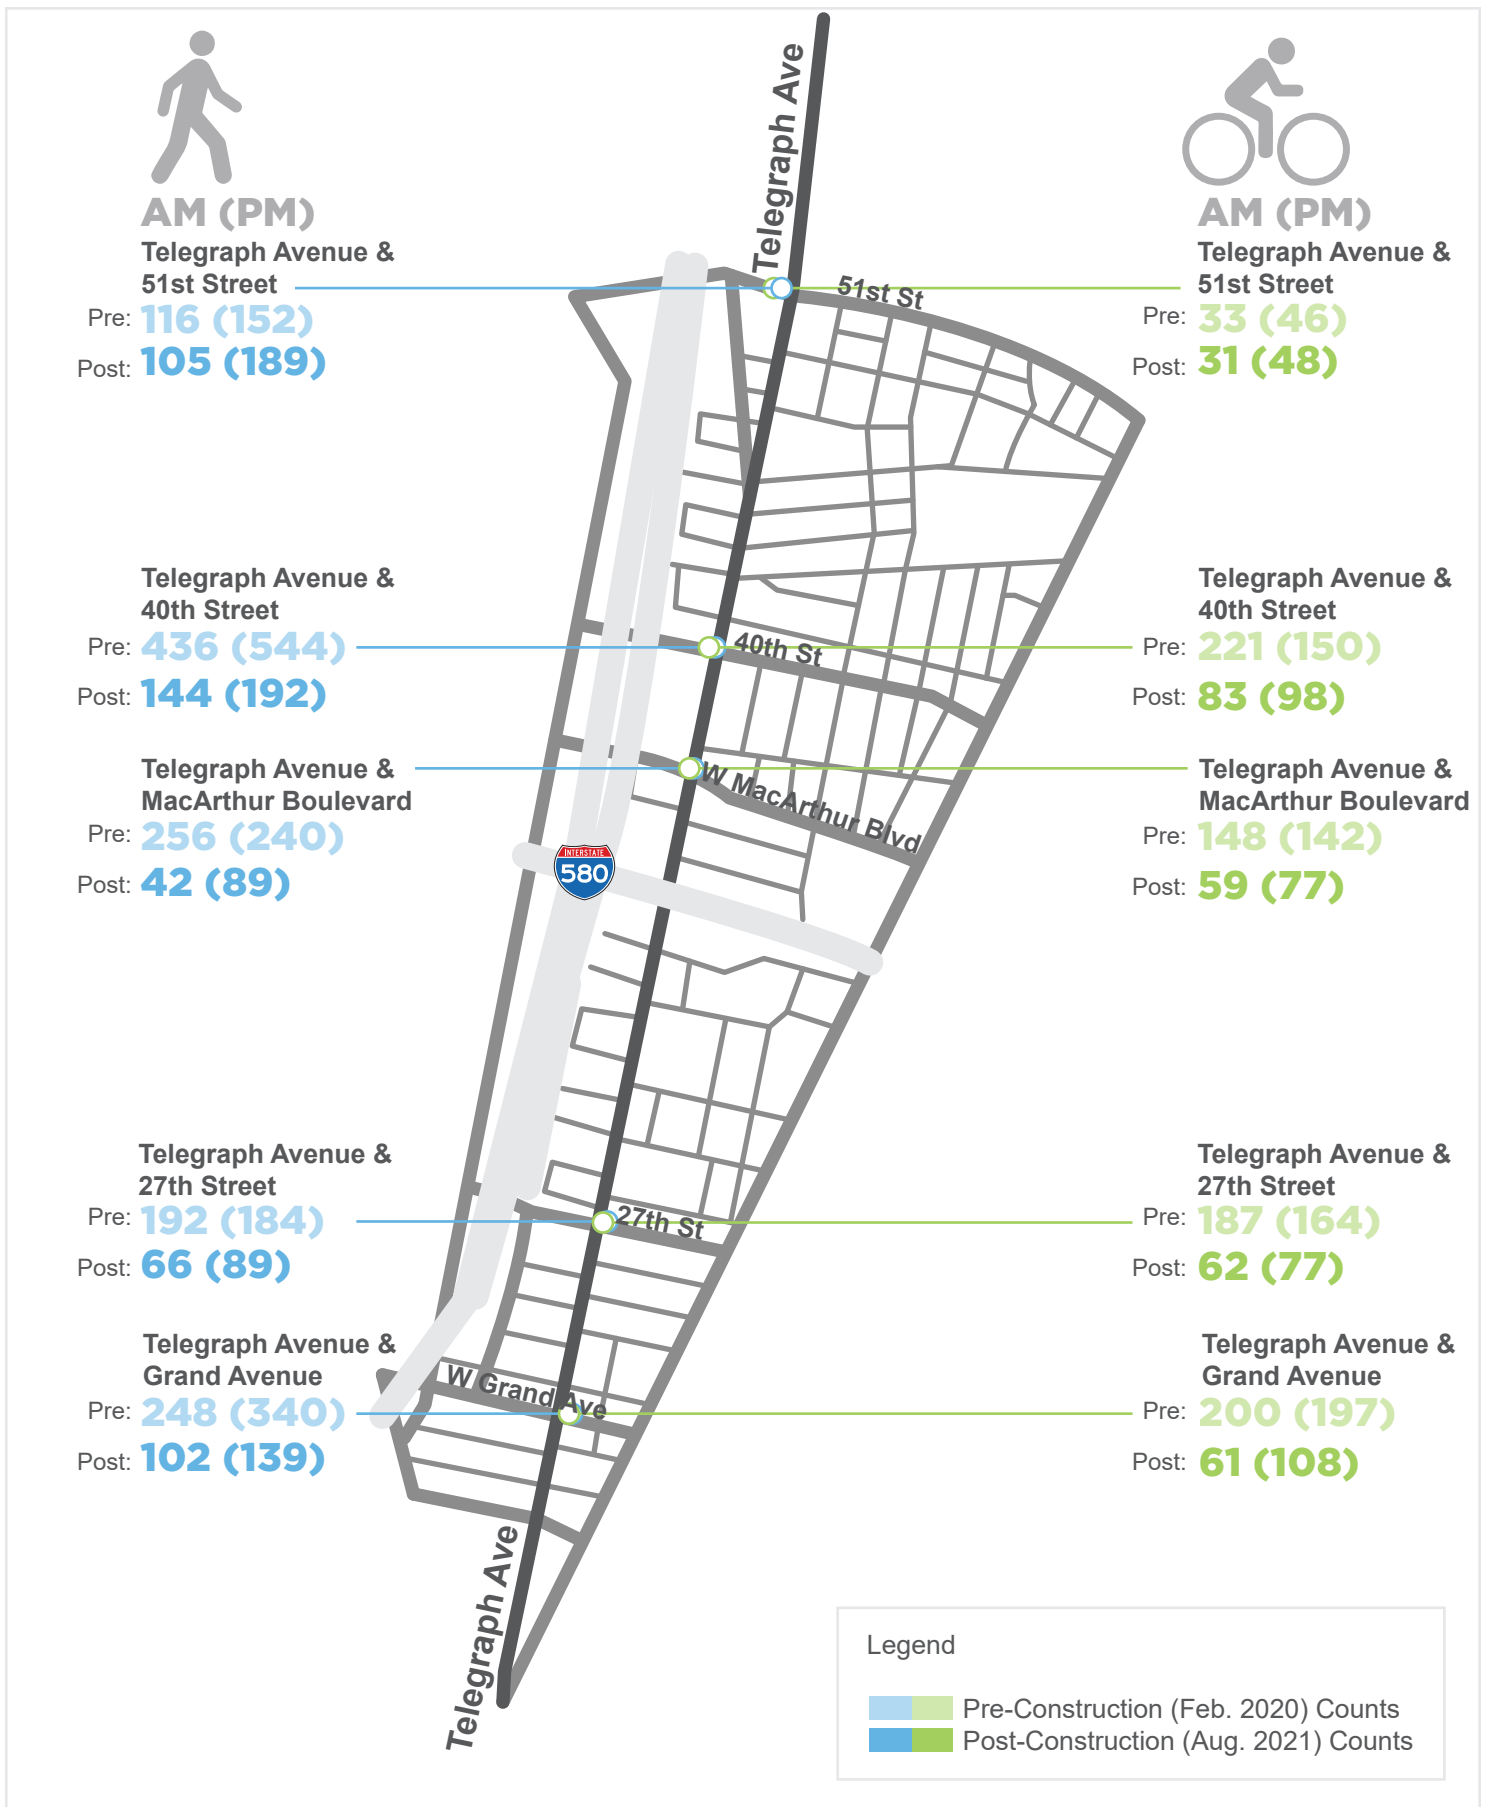 AM (PM)
Telegraph Avenue &
51st Street
Pre: 116 (152)
Post: 105 (189)
Telegraph Avenue &
40th Street
Pre: 436 (544)
Post: 144 (192)
Telegraph Avenue &
MacArthur Boulevard
Pre: 256 (240)
Post: 42 (89)
Telegraph Avenue &
27th Street
Pre: 192 (184)
Post: 66 (89)
Telegraph Avenue &
Grand Avenue
Pre: 248 (340)
Post: 102 (139)
Telegraph Ave
51st St
40th St
W MacArthur Blvd
INTERSTATE
580
27th St
W Grand Ave
Telegraph Ave
AM (PM)
Telegraph Avenue &
51st Street
Pre: 33 (46)
Post: 31 (48)
Telegraph Avenue &
40th Street
Pre: 221 (150)
Post: 83 (98)
Telegraph Avenue &
MacArthur Boulevard
Pre: 148 (142)
Post: 59 (77)
Telegraph Avenue &
27th Street
Pre: 187 (164)
Post: 62 (77)
Telegraph Avenue &
Grand Avenue
Pre: 200 (197)
Post: 61 (108)
Legend
Pre-Construction (Feb. 2020) Counts
Post-Construction (Aug. 2021) Counts